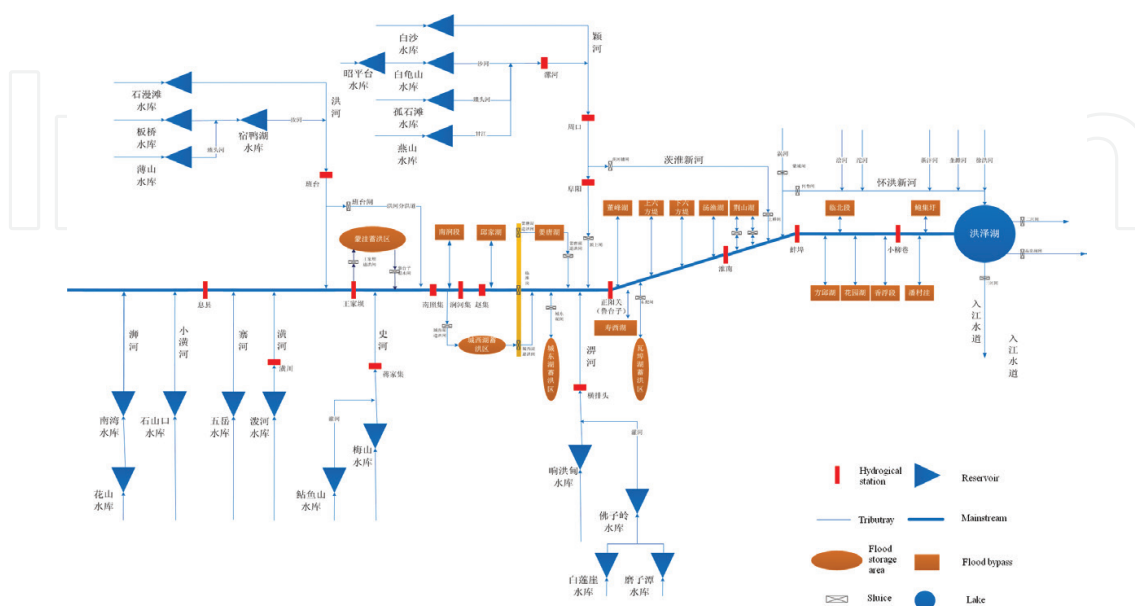 白沙
水库
颍河
昭平台
水库
白龟山
水库
沙河
漯河
石漫滩
水库
洪河
孤石滩
水库
板桥
水库
宿鸭湖
水库
燕山
水库
周口
薄山
水库
茨淮新河
班台
阜阳
怀洪新河
班台闸
洪河分洪道
董峰湖
上六
方堤
下六
方堤
汤渔湖
荆山湖
临北段
鲍集圩
蒙洼蓄洪区
南润段
邱家湖
姜唐湖
洪泽湖
淮南
蚌埠
小柳巷
息县
王家坝
南照集
润河集
赵集
正阳关
(鲁台子)
方邱湖
花园湖
香浮段
潘村洼
寿西湖
城西湖蓄洪区
城东湖蓄洪区
瓦埠湖蓄洪区
入江水道
入江水道
浉河
小潢河
寨河
潢河
史河
淠河
潢川
蒋家集
横排头
南湾
水库
石山口
水库
五岳
水库
泼河
水库
梅山
水库
响洪甸
水库
花山
水库
鲇鱼山
水库
佛子岭
水库
白莲崖
水库
磨子潭
水库
Hydrogical
station
Reservoir
Tributray
Mainstream
Flood
storage
area
Flood bypass
Sluice
Lake